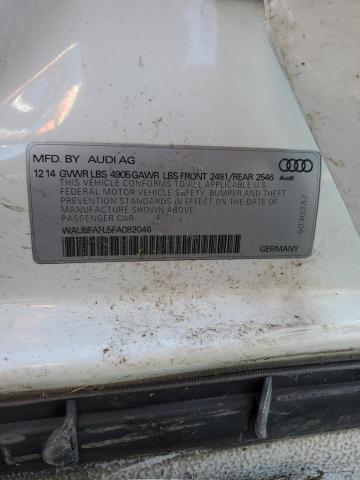 MFD. BY AUDI AG
12 14 GVWR LBS 4905 GAWR LBS FRONT 2491/REAR 2546
THIS VEHICLE CONFORMS TO ALL APPLICABLE U.S.
FEDERAL MOTOR VEHICLE SAFETY, BUMPER AND THEFT
PREVENTION STANDARDS IN EFFECT ON THE DATE OF
MANUFACTURE SHOWN ABOVE.
PASSENGER CAR.
GERMANY
Audi
5030232